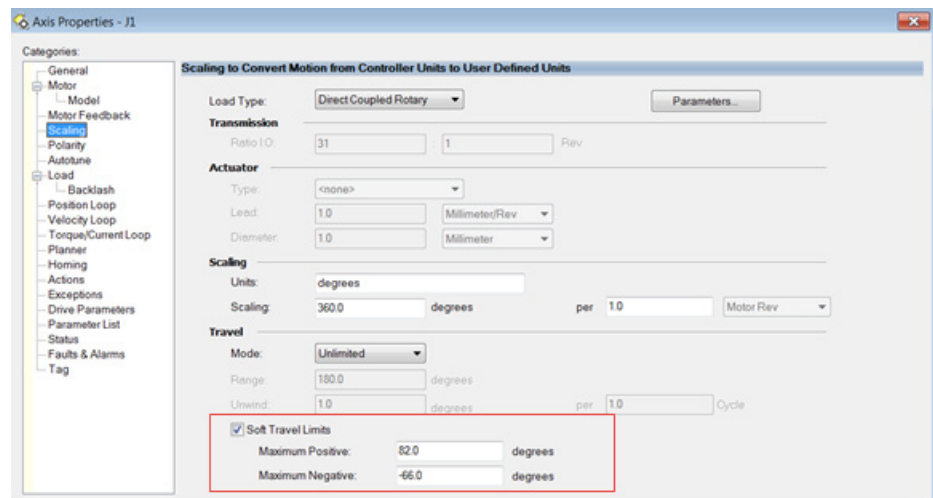 Axis Properties - J1
Categories:
General
Motor
Model
Motor Feedback
Scaling
Polarity
Autotune
Load
Backlash
Position Loop
Velocity Loop
Torque/Current Loop
Planner
Homing
Actions
Exceptions
Drive Parameters
Parameter List
Status
Faults & Alarms
Tag
Scaling to Convert Motion from Controller Units to User Defined Units
Load Type: Direct Coupled Rotary Parameters...
Transmission
Ratio I:O: 31 : 1 Rev
Actuator
Type: <none>
Lead: 1.0 Millimeter/Rev
Diameter: 1.0 Millimeter
Scaling
Units: degrees
Scaling: 360.0 degrees per 1.0 Motor Rev
Travel
Mode: Unlimited
Range: 180.0 degrees
Unwind: 1.0 degrees per 1.0 Cycle
Soft Travel Limits
Maximum Positive: 82.0 degrees
Maximum Negative: -66.0 degrees